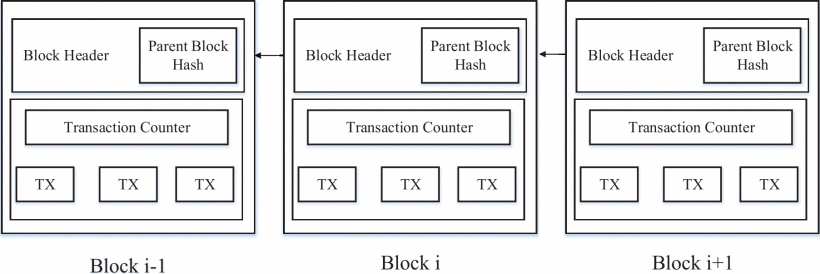 Block Header
Parent Block
Hash
Transaction Counter
TX TX TX
Block i-1
Block Header
Parent Block
Hash
Transaction Counter
TX TX TX
Block i
Block Header
Parent Block
Hash
Transaction Counter
TX TX TX
Block i+1